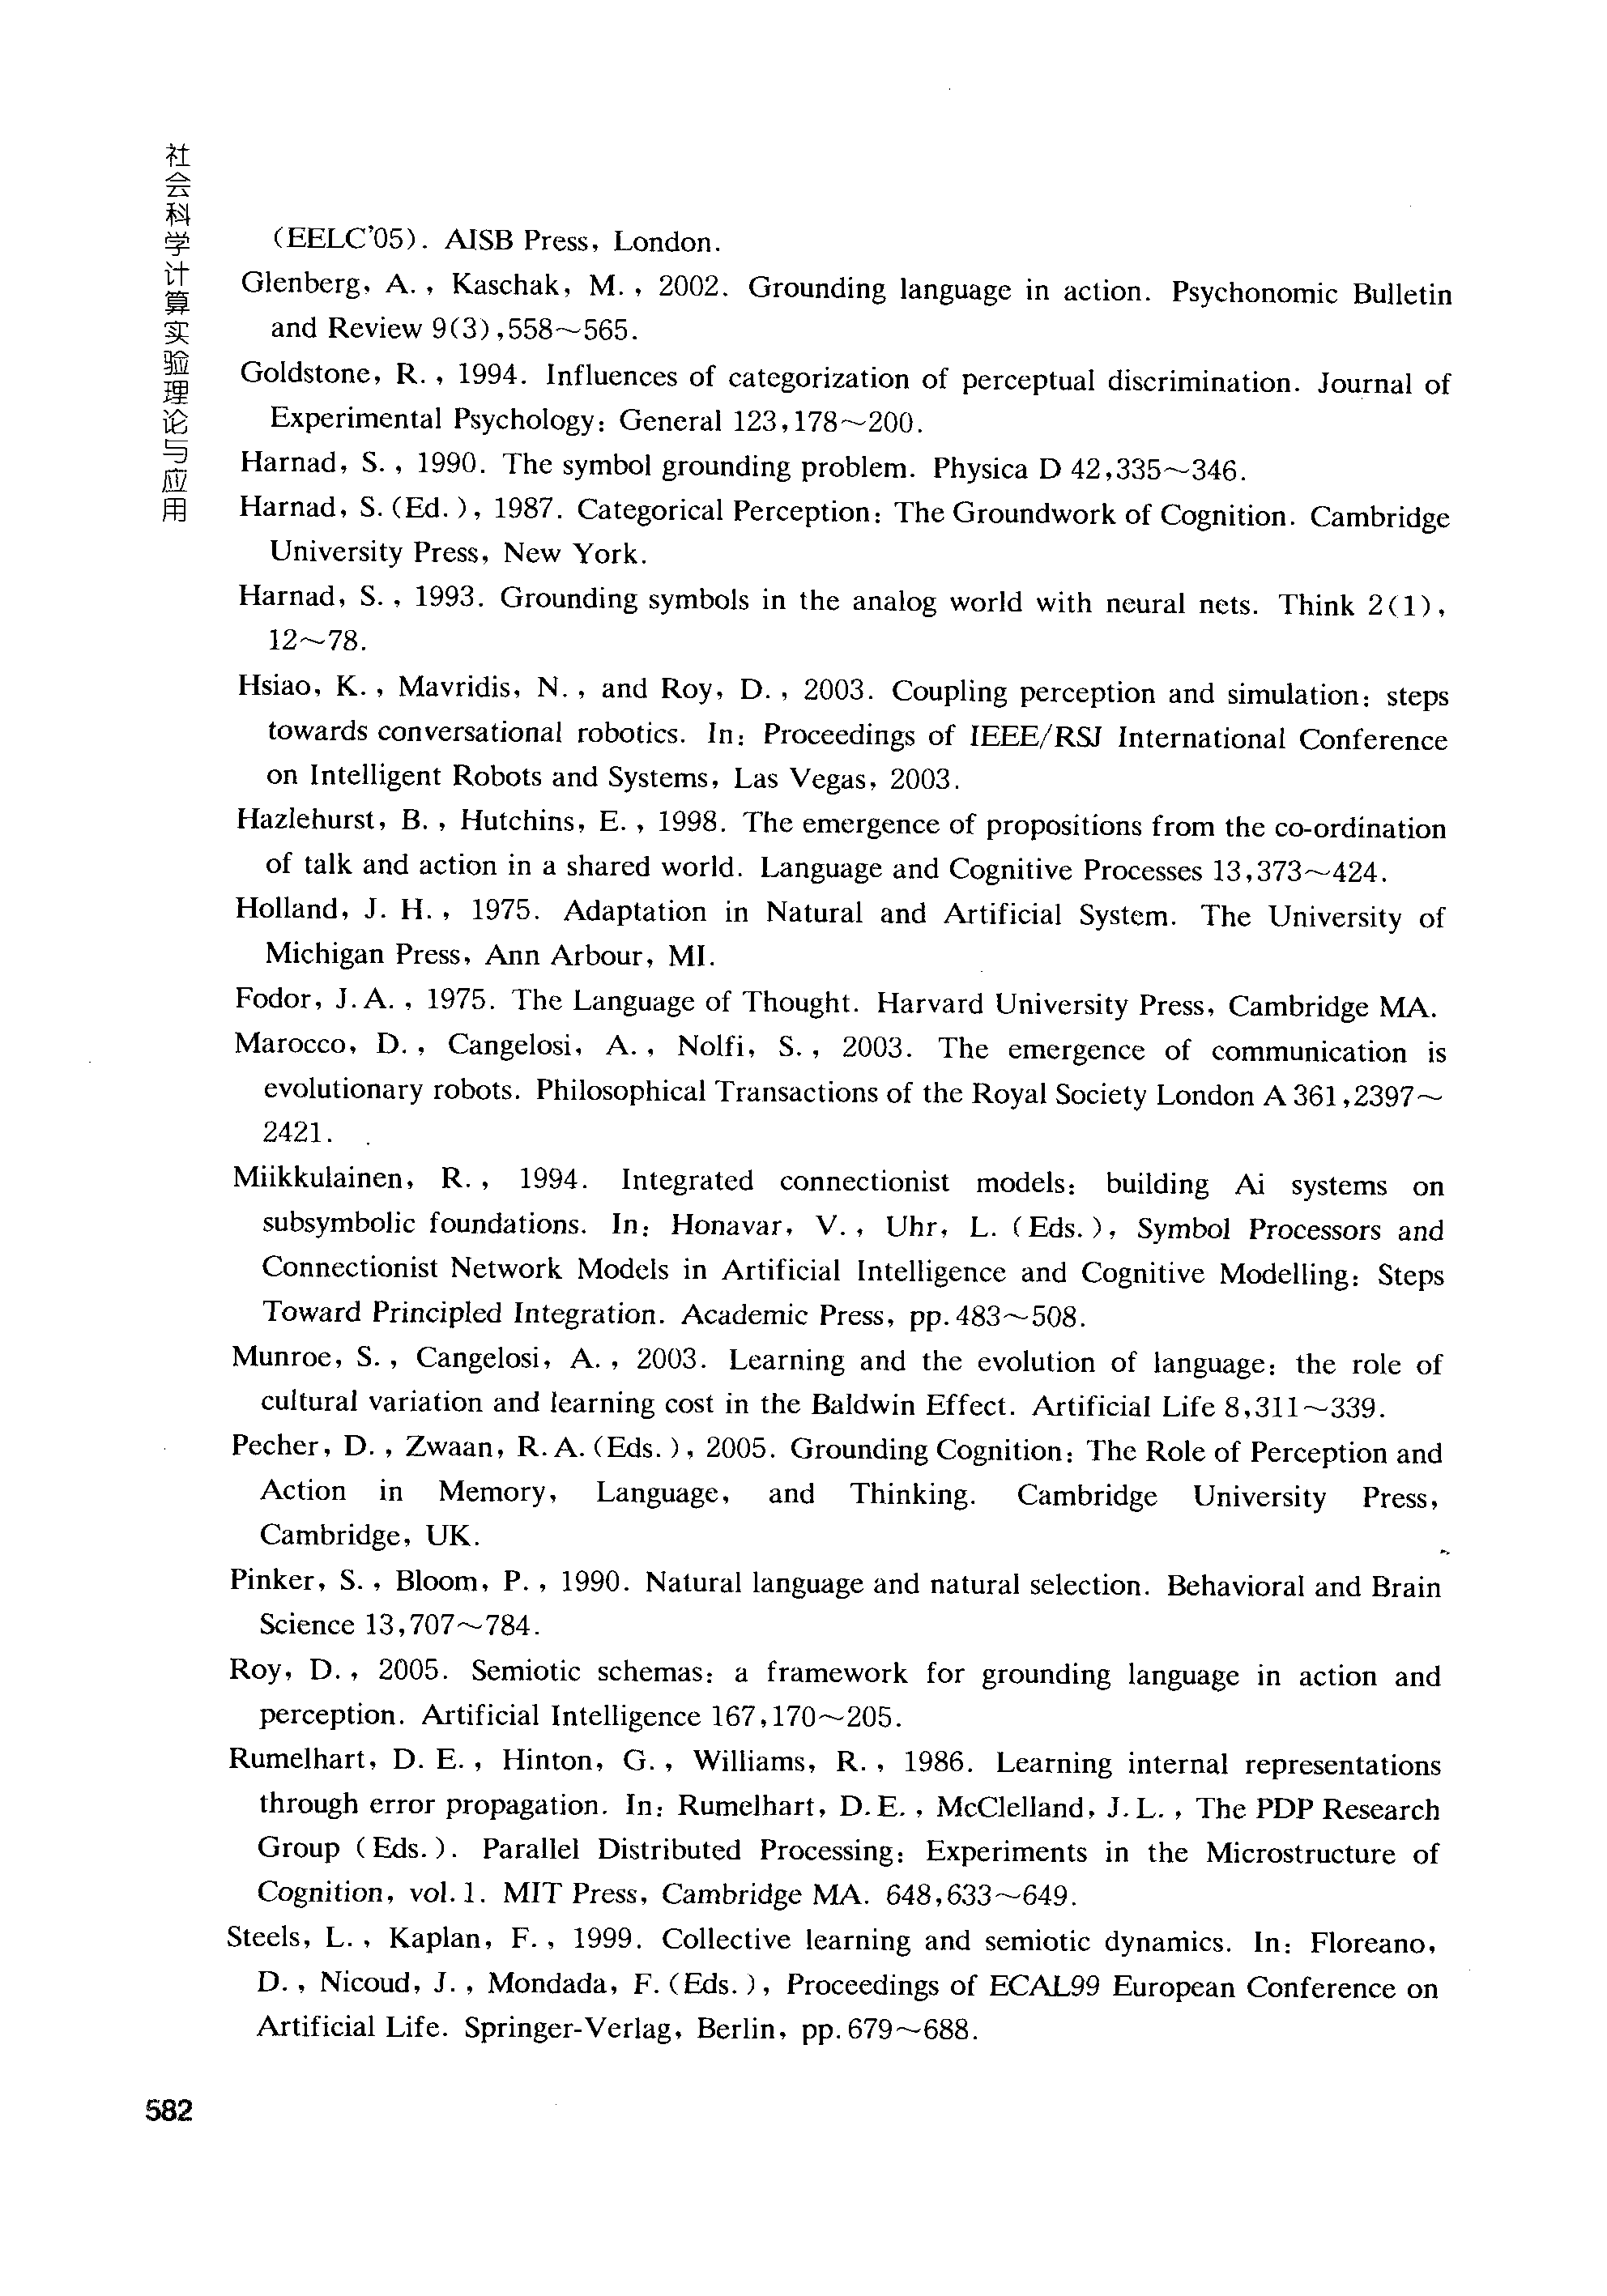 社会科学计算实验理论与应用
(EELC'05). AISB Press, London.
Glenberg, A., Kaschak, M., 2002. Grounding language in action. Psychonomic Bulletin
and Review 9(3),558～565.
Goldstone, R., 1994. Influences of categorization of perceptual discrimination. Journal of
Experimental Psychology: General 123,178～200.
Harnad, S., 1990. The symbol grounding problem. Physica D 42,335～346.
Harnad, S.(Ed.), 1987. Categorical Perception: The Groundwork of Cognition. Cambridge
University Press, New York.
Harnad, S., 1993. Grounding symbols in the analog world with neural nets. Think 2(1),
12～78.
Hsiao, K., Mavridis, N., and Roy, D., 2003. Coupling perception and simulation: steps
towards conversational robotics. In: Proceedings of IEEE/RSJ International Conference
on Intelligent Robots and Systems, Las Vegas, 2003.
Hazlehurst, B., Hutchins, E., 1998. The emergence of propositions from the co-ordination
of talk and action in a shared world. Language and Cognitive Processes 13,373～424.
Holland, J. H., 1975. Adaptation in Natural and Artificial System. The University of
Michigan Press, Ann Arbour, MI.
Fodor, J.A., 1975. The Language of Thought. Harvard University Press, Cambridge MA.
Marocco, D., Cangelosi, A., Nolfi, S., 2003. The emergence of communication is
evolutionary robots. Philosophical Transactions of the Royal Society London A 361,2397～
2421.
Miikkulainen, R., 1994. Integrated connectionist models: building Ai systems on
subsymbolic foundations. In: Honavar, V., Uhr, L. (Eds.), Symbol Processors and
Connectionist Network Models in Artificial Intelligence and Cognitive Modelling: Steps
Toward Principled Integration. Academic Press, pp.483～508.
Munroe, S., Cangelosi, A., 2003. Learning and the evolution of language: the role of
cultural variation and learning cost in the Baldwin Effect. Artificial Life 8,311～339.
Pecher, D., Zwaan, R.A.(Eds.), 2005. Grounding Cognition: The Role of Perception and
Action in Memory, Language, and Thinking. Cambridge University Press,
Cambridge, UK.
Pinker, S., Bloom, P., 1990. Natural language and natural selection. Behavioral and Brain
Science 13,707～784.
Roy, D., 2005. Semiotic schemas: a framework for grounding language in action and
perception. Artificial Intelligence 167,170～205.
Rumelhart, D. E., Hinton, G., Williams, R., 1986. Learning internal representations
through error propagation. In: Rumelhart, D.E., McClelland, J.L., The PDP Research
Group (Eds.). Parallel Distributed Processing: Experiments in the Microstructure of
Cognition, vol.1. MIT Press, Cambridge MA. 648,633～649.
Steels, L., Kaplan, F., 1999. Collective learning and semiotic dynamics. In: Floreano,
D., Nicoud, J., Mondada, F.(Eds.), Proceedings of ECAL99 European Conference on
Artificial Life. Springer-Verlag, Berlin, pp.679～688.
582